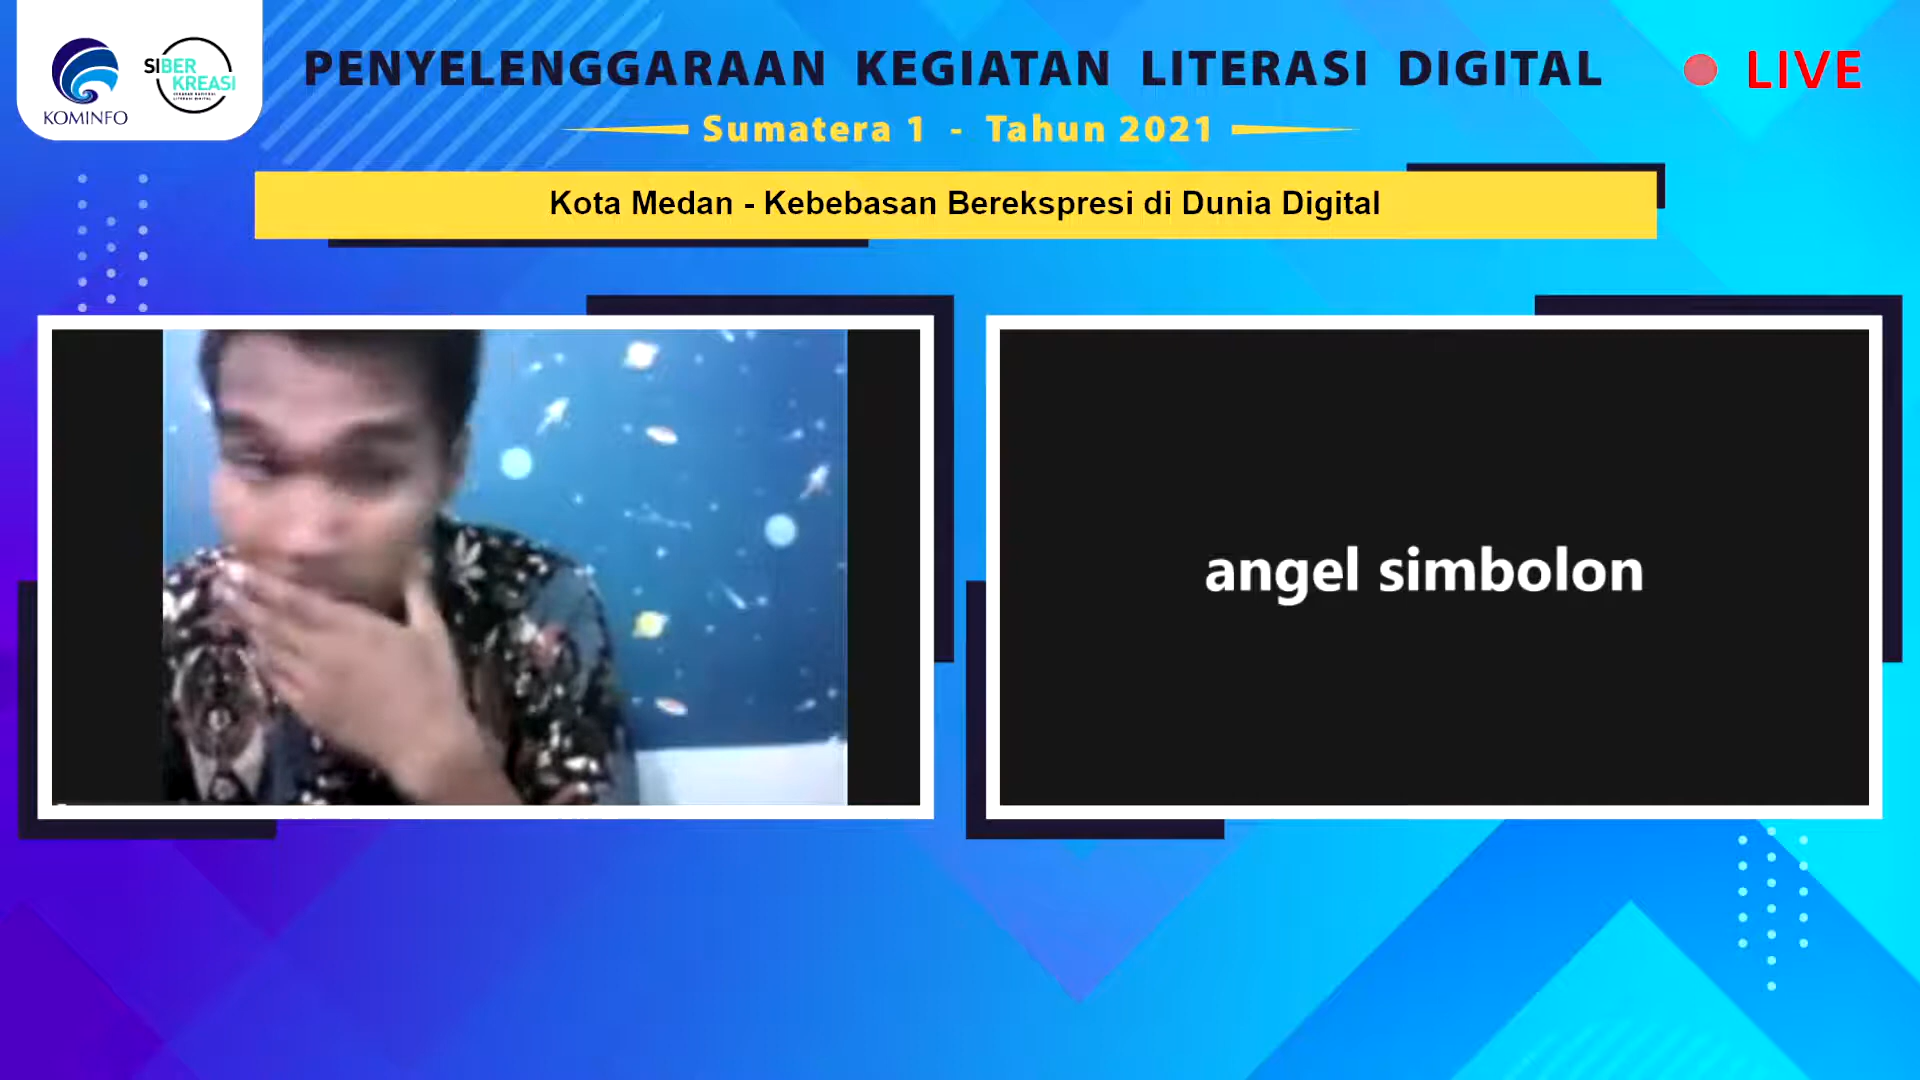 KOMINFO
SIBER
KREASI
PENYELENGGARAAN KEGIATAN LITERASI DIGITAL
LIVE
Sumatera 1 - Tahun 2021
Kota Medan - Kebebasan Berekspresi di Dunia Digital
angel simbolon